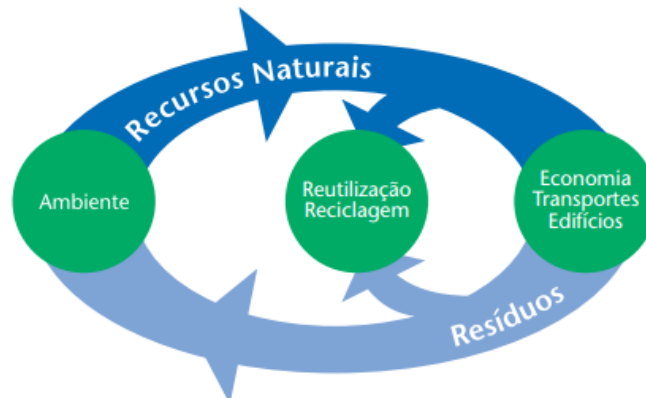 Recursos Naturais
Ambiente
Reutilização
Reciclagem
Economia
Transportes
Edifícios
Resíduos